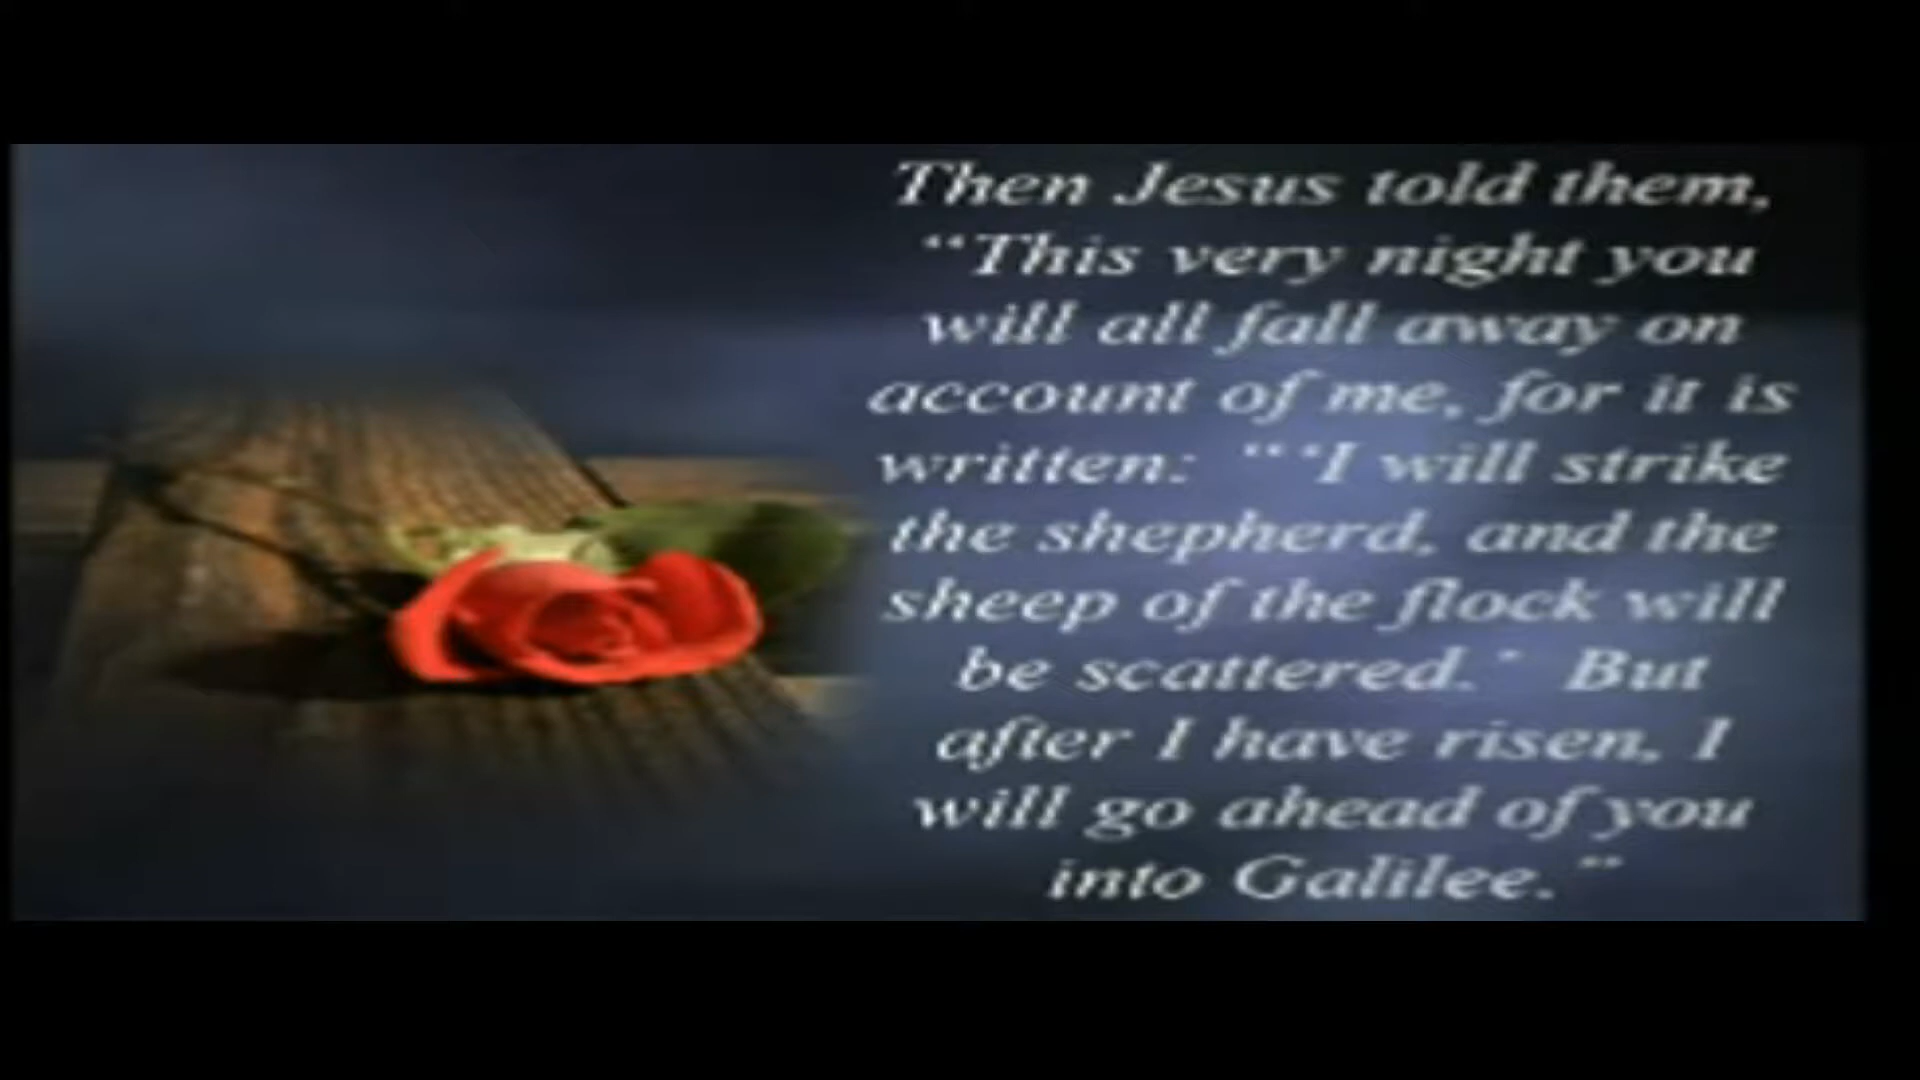 Then Jesus told them,
“This very night you
will all fall away on
account of me, for it is
written: “‘I will strike
the shepherd, and the
sheep of the flock will
be scattered.’ But
after I have risen, I
will go ahead of you
into Galilee.”